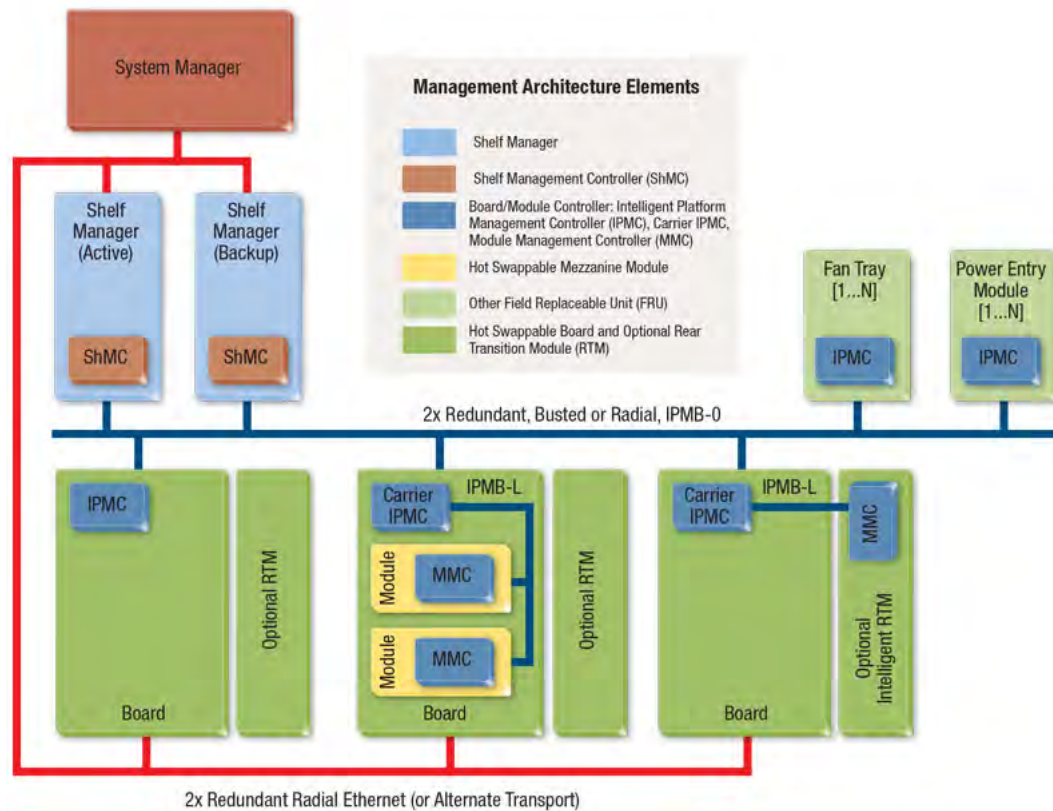 System Manager
Management Architecture Elements
Shelf Manager
Shelf Management Controller (ShMC)
Board/Module Controller: Intelligent Platform
Management Controller (IPMC), Carrier IPMC,
Module Management Controller (MMC)
Hot Swappable Mezzanine Module
Other Field Replaceable Unit (FRU)
Hot Swappable Board and Optional Rear
Transition Module (RTM)
Shelf
Manager
(Active)
ShMC
Shelf
Manager
(Backup)
ShMC
Fan Tray
[1...N]
IPMC
Power Entry
Module
[1...N]
IPMC
2x Redundant, Busted or Radial, IPMB-0
IPMC
Board
Optional RTM
Carrier
IPMC
IPMB-L
Module
MMC
Module
MMC
Board
Optional RTM
Carrier
IPMC
IPMB-L
Board
MMC
Optional
Intelligent RTM
2x Redundant Radial Ethernet (or Alternate Transport)